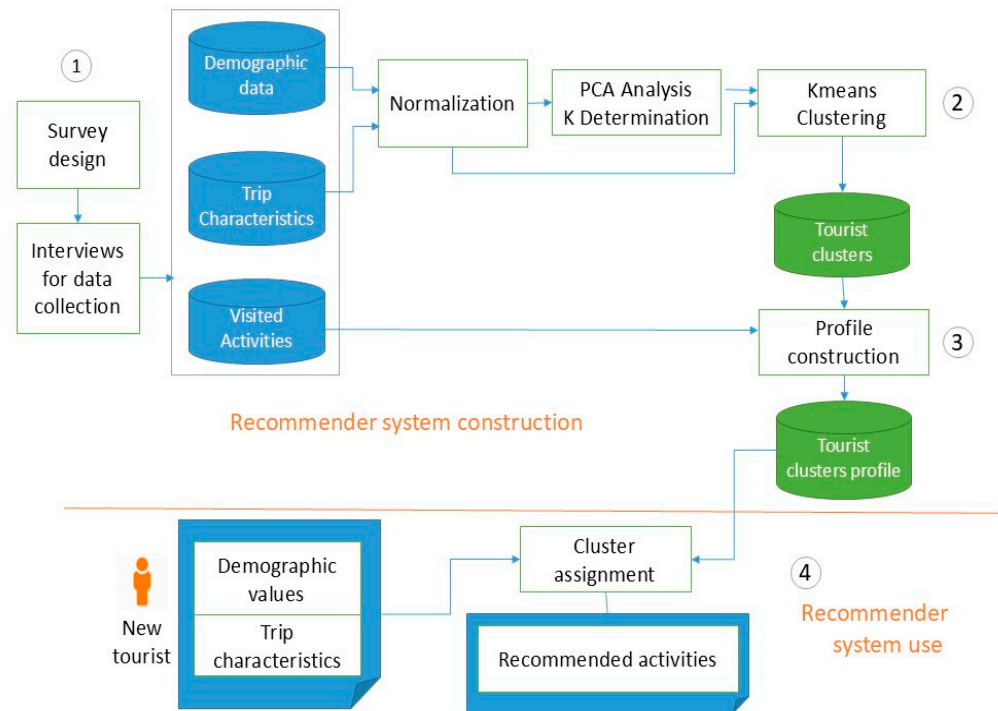 1
Survey
design
Interviews
for data
collection
Demographic
data
Trip
Characteristics
Visited
Activities
Normalization
PCA Analysis
K Determination
Kmeans
Clustering
2
Tourist
clusters
Profile
construction
3
Tourist
clusters profile
Recommender system construction
New
tourist
Demographic
values
Trip
characteristics
Cluster
assignment
Recommended activities
4
Recommender
system use